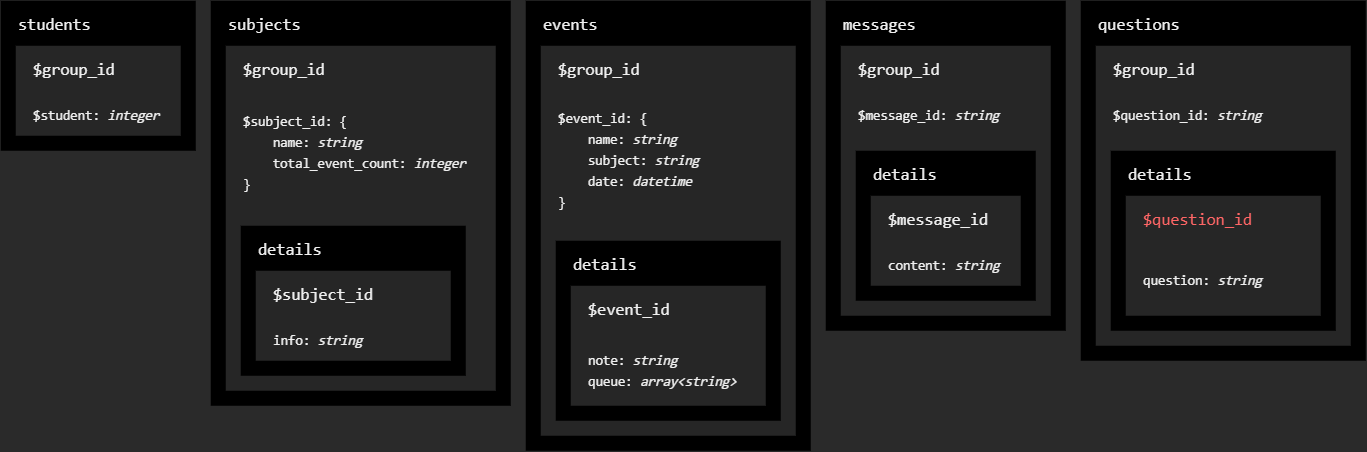 students
$group_id
$student: integer
subjects
$group_id
$subject_id: {
name: string
total_event_count: integer
}
details
$subject_id
info: string
events
$group_id
$event_id: {
name: string
subject: string
date: datetime
}
details
$event_id
note: string
queue: array<string>
messages
$group_id
$message_id: string
details
$message_id
content: string
questions
$group_id
$question_id: string
details
$question_id
question: string